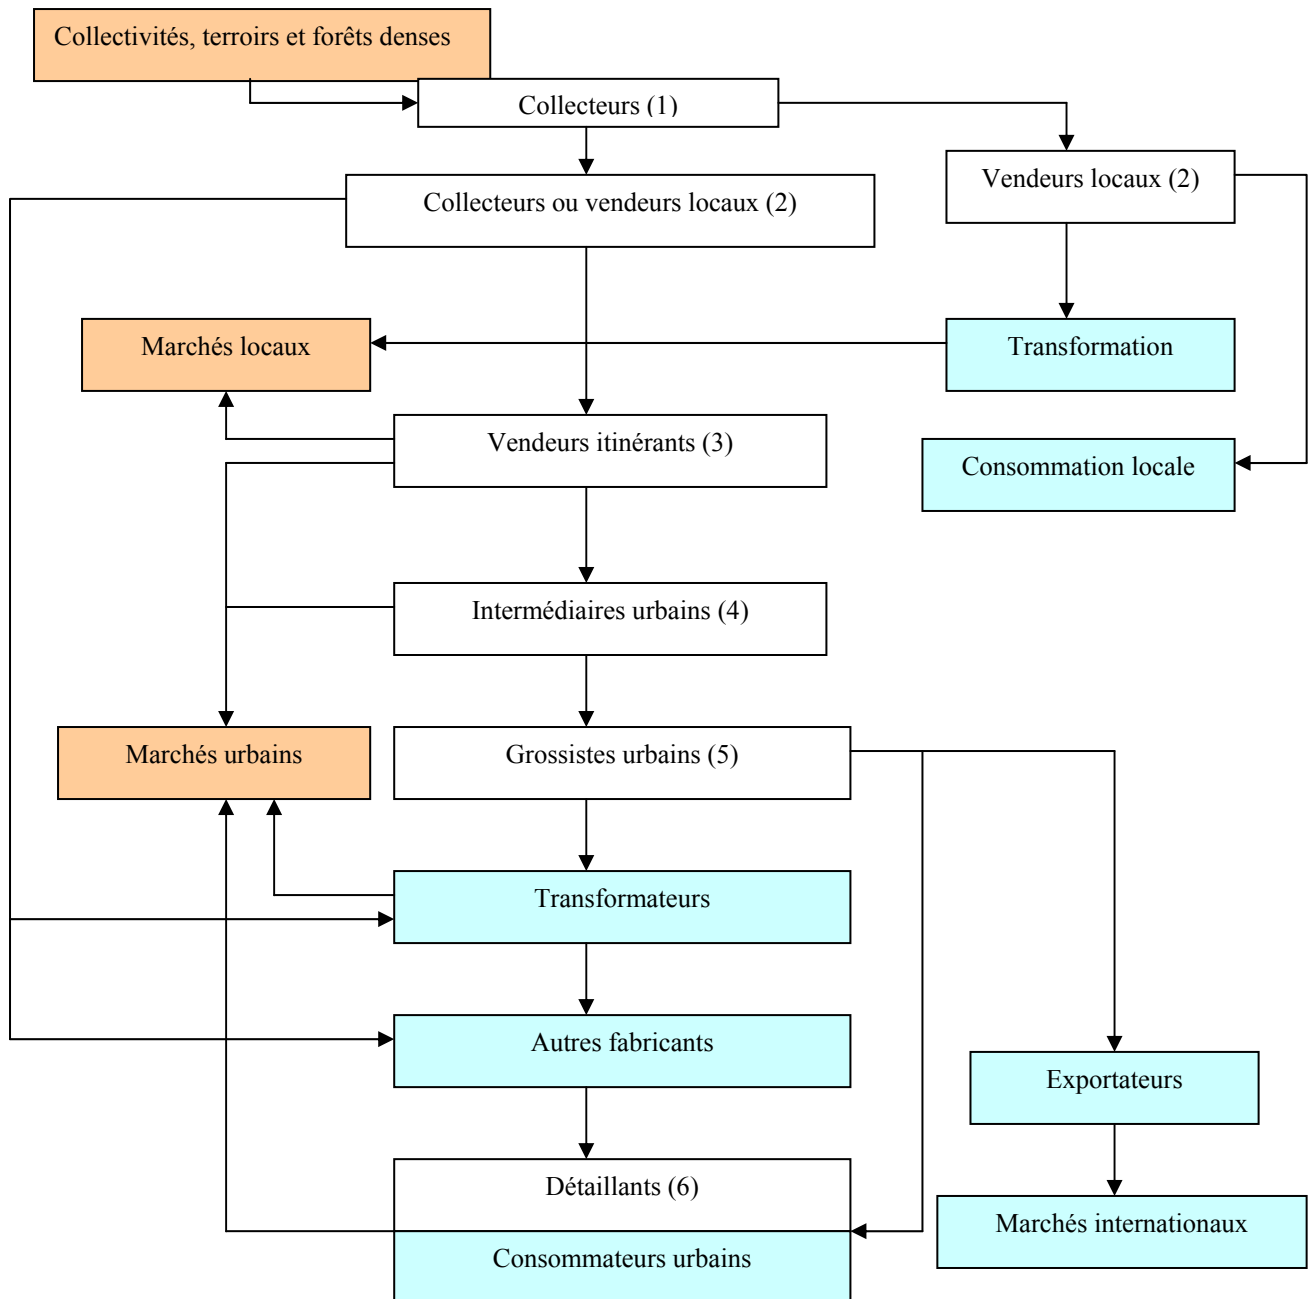 Collectivités, terroirs et forêts denses
Collecteurs (1)
Vendeurs locaux (2)
Collecteurs ou vendeurs locaux (2)
Marchés locaux
Transformation
Vendeurs itinérants (3)
Consommation locale
Intermédiaires urbains (4)
Marchés urbains
Grossistes urbains (5)
Transformateurs
Autres fabricants
Exportateurs
Détaillants (6)
Marchés internationaux
Consommateurs urbains